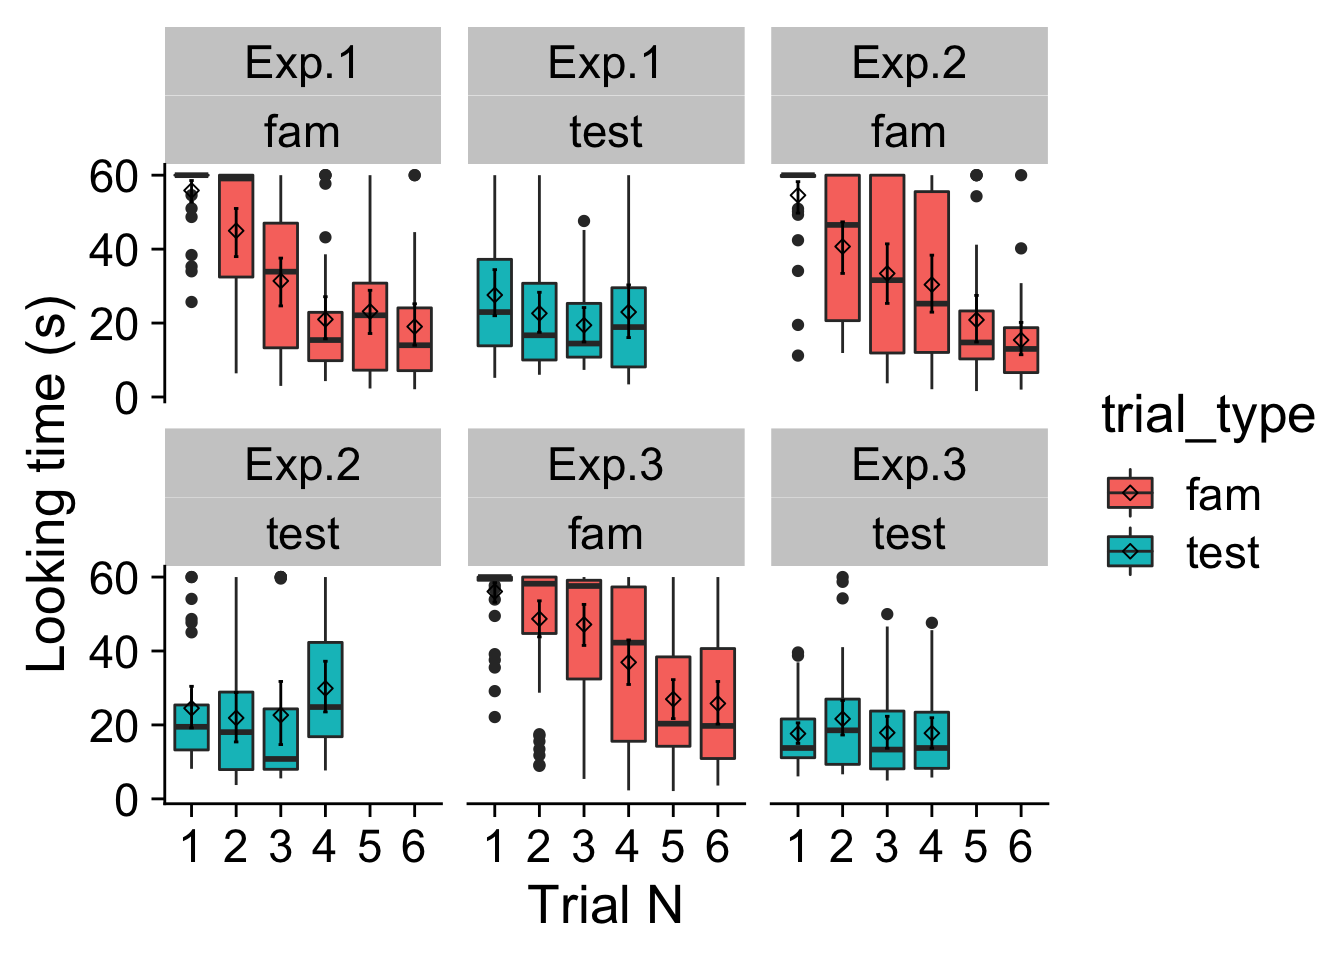 Exp.1 Exp.1 Exp.2
fam test fam
60
40
20
0
Exp.2 Exp.3 Exp.3
test fam test
60
40
20
0
1 2 3 4 5 6 1 2 3 4 5 6 1 2 3 4 5 6
Trial N
Looking time (s)
trial_type
fam
test